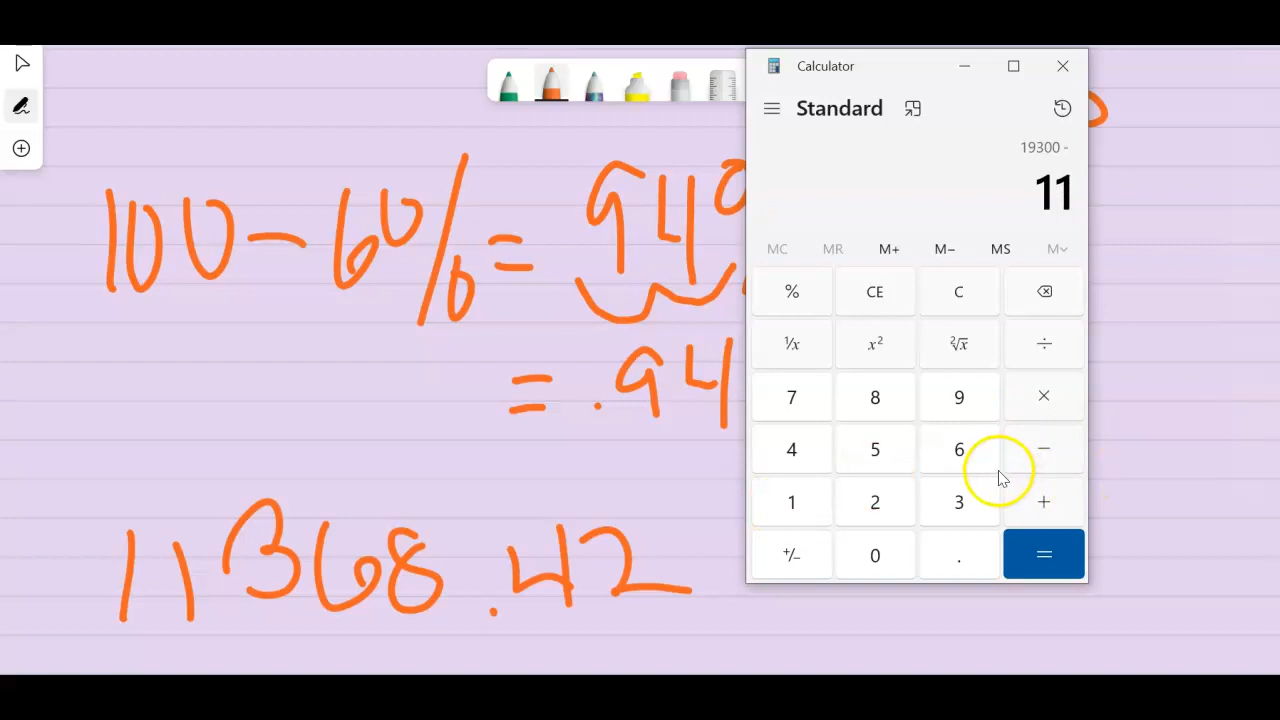 Calculator
Standard
19300 -
11
MC MR M+ M− MS M˅
% CE C
¹/x x² ²√x ÷
7 8 9 ×
4 5 6 −
1 2 3 +
+/− 0 . =
100 - 6% = 94%
= .94
11368.42